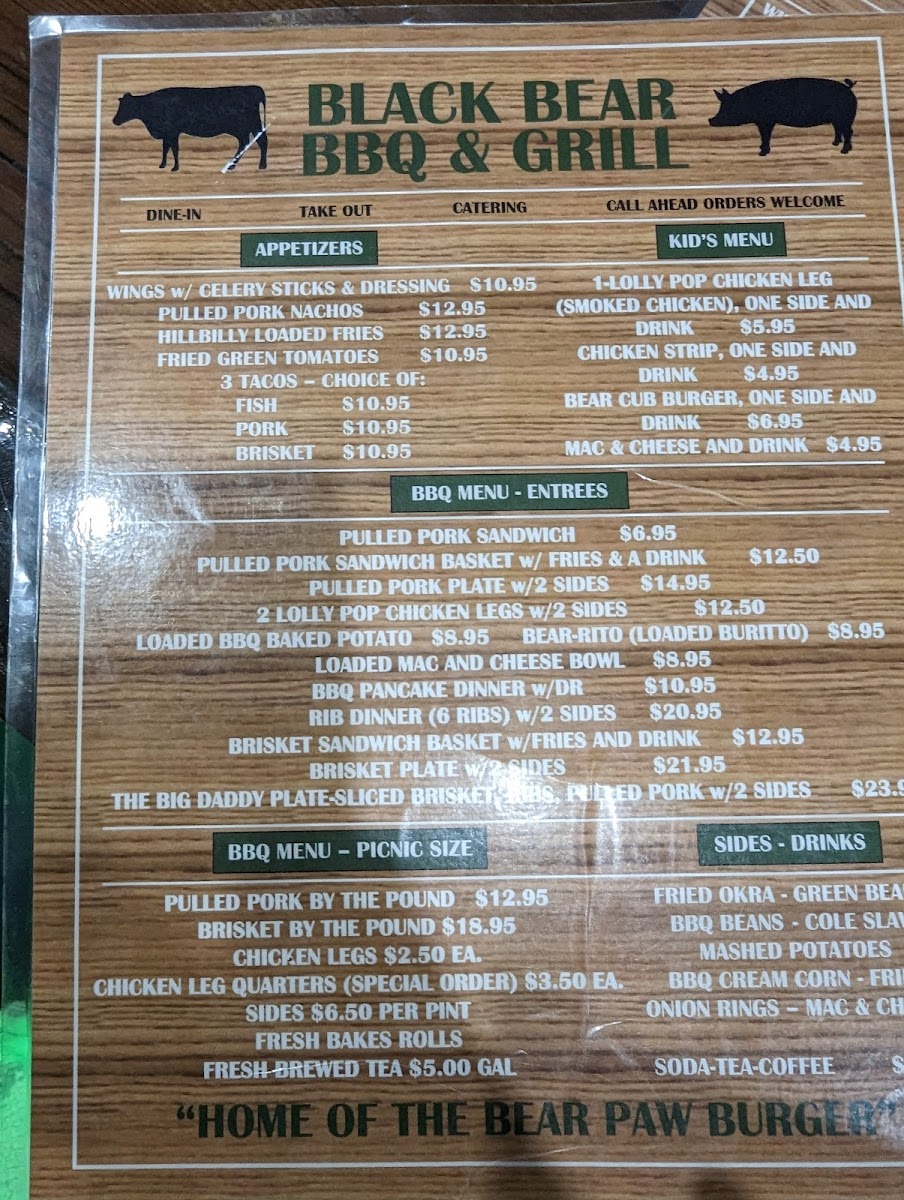 BLACK BEAR
BBQ & GRILL
DINE-IN TAKE OUT CATERING CALL AHEAD ORDERS WELCOME
APPETIZERS
WINGS w/ CELERY STICKS & DRESSING $10.95
PULLED PORK NACHOS $12.95
HILLBILLY LOADED FRIES $12.95
FRIED GREEN TOMATOES $10.95
3 TACOS – CHOICE OF:
FISH $10.95
PORK $10.95
BRISKET $10.95
KID'S MENU
1-LOLLY POP CHICKEN LEG
(SMOKED CHICKEN), ONE SIDE AND
DRINK $5.95
CHICKEN STRIP, ONE SIDE AND
DRINK $4.95
BEAR CUB BURGER, ONE SIDE AND
DRINK $6.95
MAC & CHEESE AND DRINK $4.95
BBQ MENU - ENTREES
PULLED PORK SANDWICH $6.95
PULLED PORK SANDWICH BASKET w/ FRIES & A DRINK $12.50
PULLED PORK PLATE w/2 SIDES $14.95
2 LOLLY POP CHICKEN LEGS w/2 SIDES $12.50
LOADED BBQ BAKED POTATO $8.95 BEAR-RITO (LOADED BURITTO) $8.95
LOADED MAC AND CHEESE BOWL $8.95
BBQ PANCAKE DINNER w/DR $10.95
RIB DINNER (6 RIBS) w/2 SIDES $20.95
BRISKET SANDWICH BASKET w/FRIES AND DRINK $12.95
BRISKET PLATE w/2 SIDES $21.95
THE BIG DADDY PLATE-SLICED BRISKET, RIBS, PULLED PORK w/2 SIDES $23.9
BBQ MENU – PICNIC SIZE
PULLED PORK BY THE POUND $12.95
BRISKET BY THE POUND $18.95
CHICKEN LEGS $2.50 EA.
CHICKEN LEG QUARTERS (SPECIAL ORDER) $3.50 EA.
SIDES $6.50 PER PINT
FRESH BAKES ROLLS
FRESH BREWED TEA $5.00 GAL
SIDES - DRINKS
FRIED OKRA - GREEN BEA
BBQ BEANS - COLE SLA
MASHED POTATOES
BBQ CREAM CORN - FRI
ONION RINGS – MAC & CH
SODA-TEA-COFFEE $
"HOME OF THE BEAR PAW BURGER"